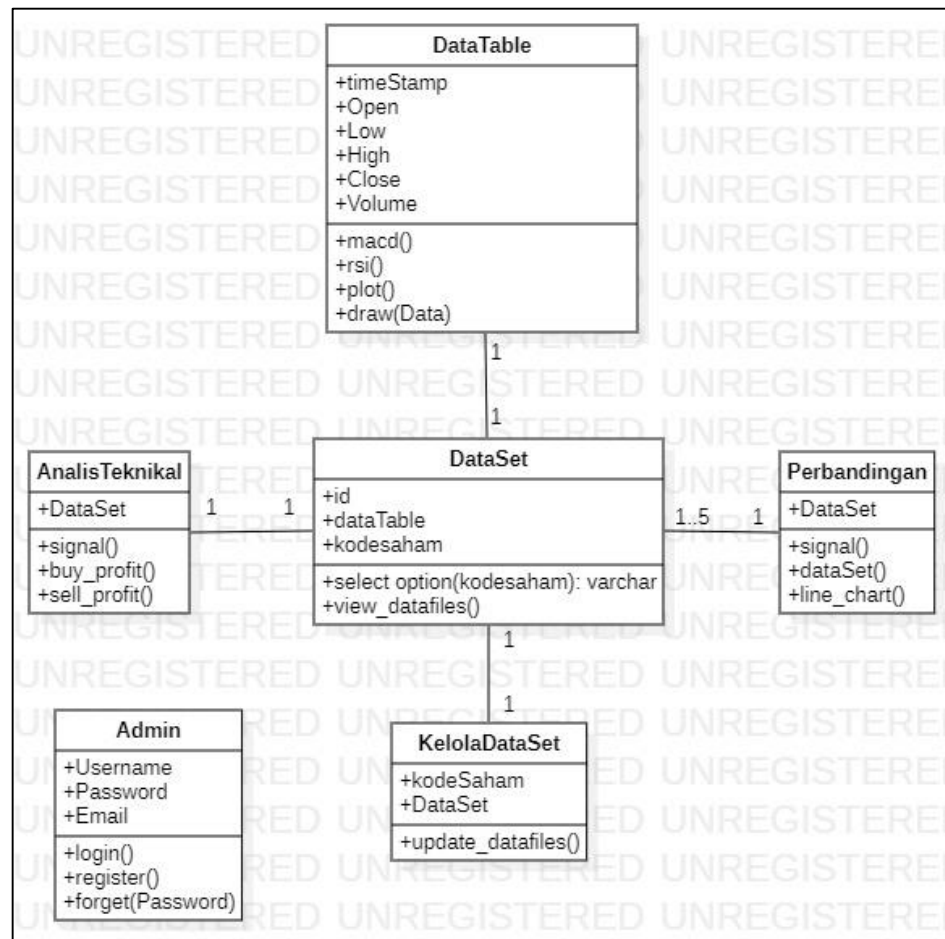 DataTable
+timeStamp
+Open
+Low
+High
+Close
+Volume
+macd()
+rsi()
+plot()
+draw(Data)
1
1
AnalisTeknikal
+DataSet
+signal()
+buy_profit()
+sell_profit()
1
1
DataSet
+id
+dataTable
+kodesaham
+select option(kodesaham): varchar
+view_datafiles()
1..5
1
Perbandingan
+DataSet
+signal()
+dataSet()
+line_chart()
1
1
Admin
+Username
+Password
+Email
+login()
+register()
+forget(Password)
KelolaDataSet
+kodeSaham
+DataSet
+update_datafiles()
UNREGISTERED